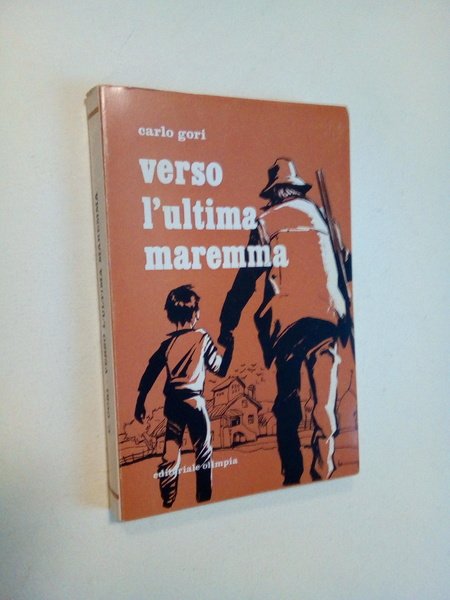 carlo gori
verso
l'ultima
maremma
editoriale olimpia
C. GORI VERSO L'ULTIMA MAREMMA